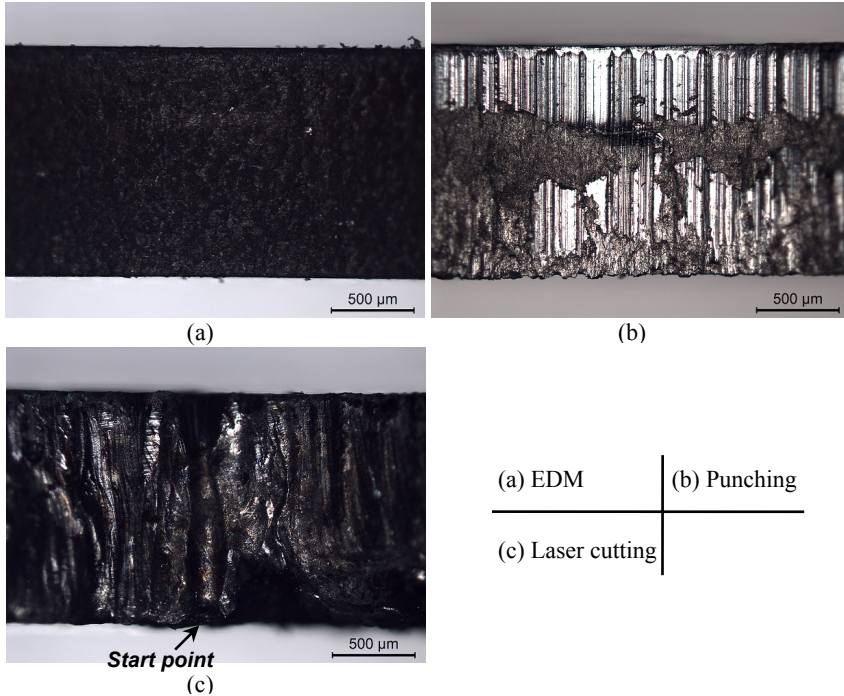 500 µm
500 µm
(a)
(b)
Start point
500 µm
(c)
(a) EDM
(b) Punching
(c) Laser cutting